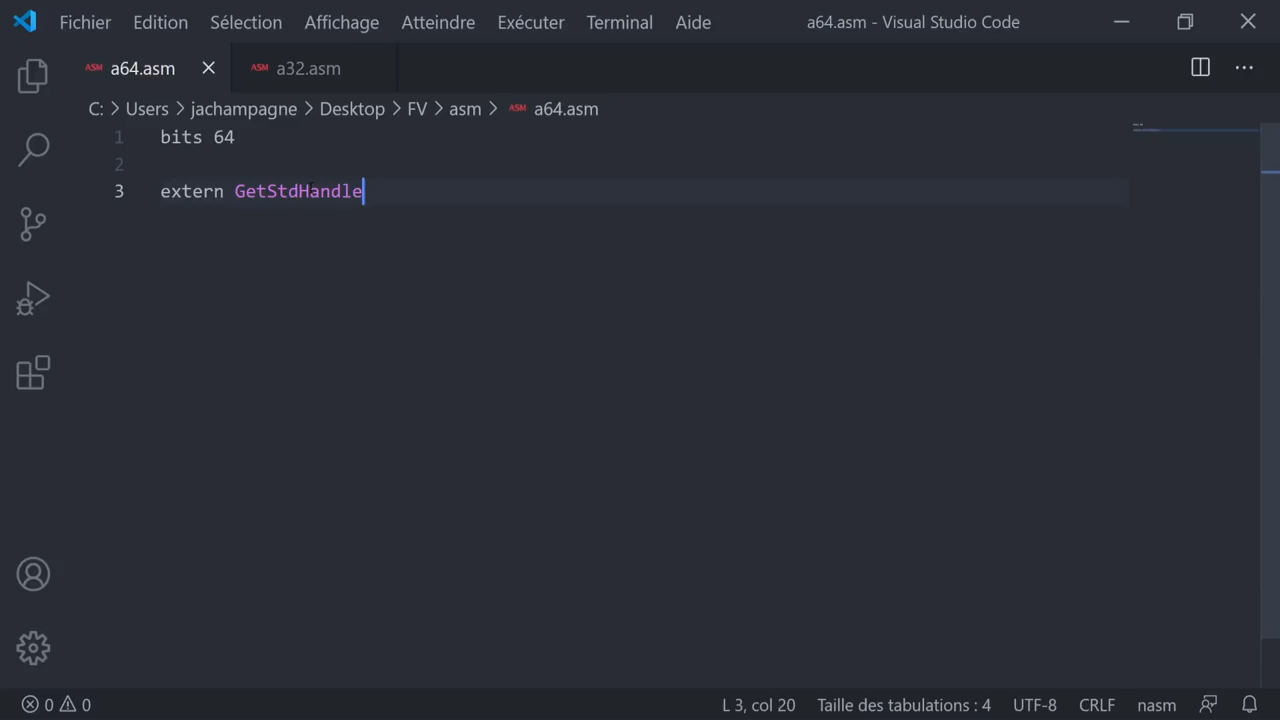 Fichier Edition Sélection Affichage Atteindre Exécuter Terminal Aide a64.asm - Visual Studio Code
ASM a64.asm ASM a32.asm
C: > Users > jachampagne > Desktop > FV > asm > ASM a64.asm
1 bits 64
2
3 extern GetStdHandle
0 0 L 3, col 20 Taille des tabulations : 4 UTF-8 CRLF nasm